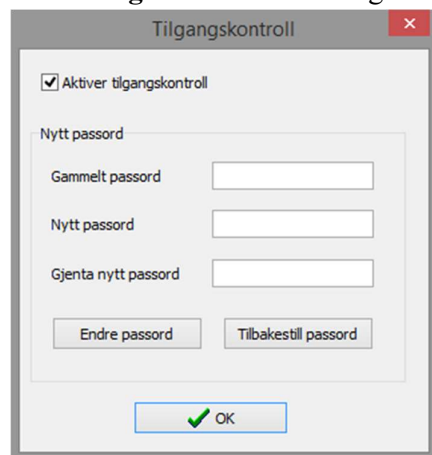 Tilgangskontroll
Aktiver tilgangskontroll
Nytt passord
Gammelt passord
Nytt passord
Gjenta nytt passord
Endre passord Tilbakestill passord
OK